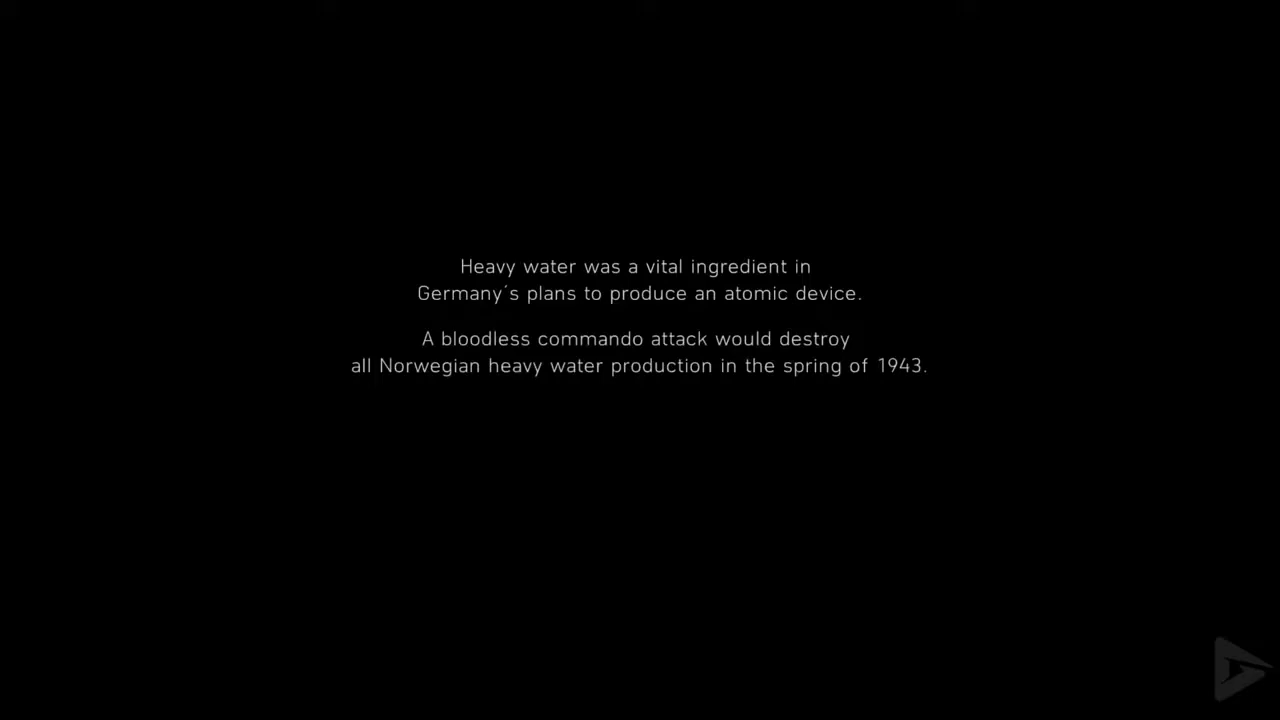 Heavy water was a vital ingredient in
Germany´s plans to produce an atomic device.
A bloodless commando attack would destroy
all Norwegian heavy water production in the spring of 1943.